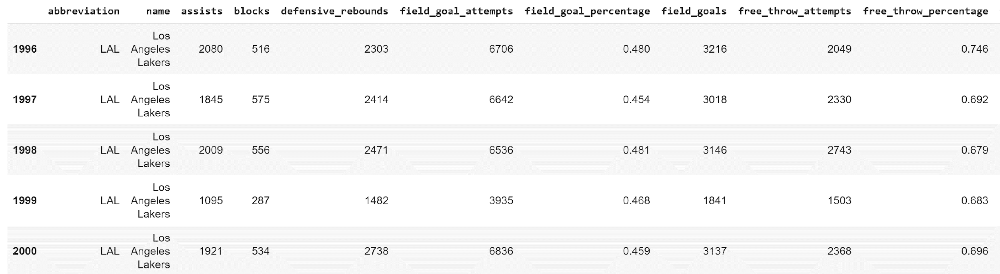 abbreviation name assists blocks defensive_rebounds field_goal_attempts field_goal_percentage field_goals free_throw_attempts free_throw_percentage
Los
1996 LAL Angeles 2080 516 2303 6706 0.480 3216 2049 0.746
Lakers
Los
1997 LAL Angeles 1845 575 2414 6642 0.454 3018 2330 0.692
Lakers
Los
1998 LAL Angeles 2009 556 2471 6536 0.481 3146 2743 0.679
Lakers
Los
1999 LAL Angeles 1095 287 1482 3935 0.468 1841 1503 0.683
Lakers
Los
2000 LAL Angeles 1921 534 2738 6836 0.459 3137 2368 0.696
Lakers